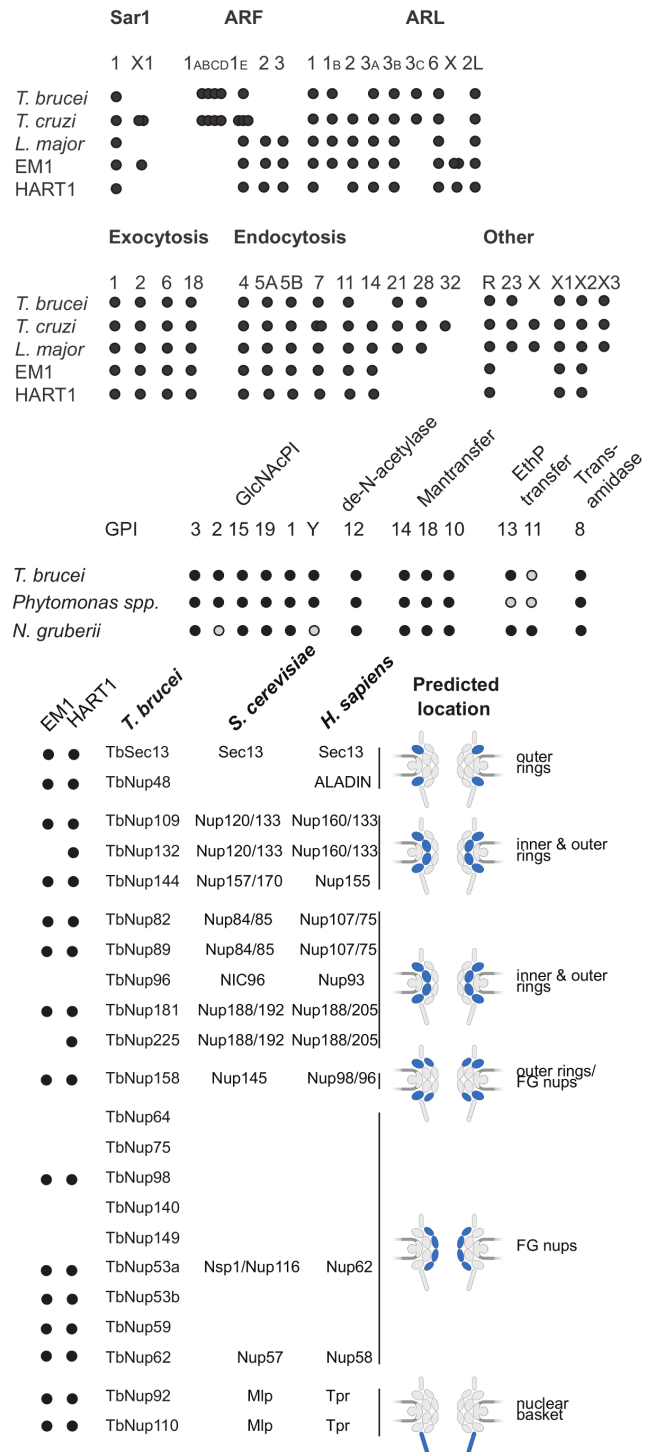 Sar1 ARF ARL
1 X1 1ABCD 1E 2 3 1 1B 2 3A 3B 3C 6 X 2L
T. brucei
T. cruzi
L. major
EM1
HART1
Exocytosis Endocytosis Other
1 2 6 18 4 5A 5B 7 11 14 21 28 32 R 23 X X1 X2 X3
T. brucei
T. cruzi
L. major
EM1
HART1
GlcNAcPI de-N-acetylase Mantransfer EthP transfer Trans-amidase
GPI 3 2 15 19 1 Y 12 14 18 10 13 11 8
T. brucei
Phytomonas spp.
N. gruberii
EM1 HART1 T. brucei S. cerevisiae H. sapiens Predicted location
TbSec13 Sec13 Sec13 outer rings
TbNup48 ALADIN
TbNup109 Nup120/133 Nup160/133
TbNup132 Nup120/133 Nup160/133 inner & outer rings
TbNup144 Nup157/170 Nup155
TbNup82 Nup84/85 Nup107/75
TbNup89 Nup84/85 Nup107/75
TbNup96 NIC96 Nup93 inner & outer rings
TbNup181 Nup188/192 Nup188/205
TbNup225 Nup188/192 Nup188/205
TbNup158 Nup145 Nup98/96 outer rings/ FG nups
TbNup64
TbNup75
TbNup98
TbNup140
TbNup149 FG nups
TbNup53a Nsp1/Nup116 Nup62
TbNup53b
TbNup59
TbNup62 Nup57 Nup58
TbNup92 Mlp Tpr nuclear basket
TbNup110 Mlp Tpr